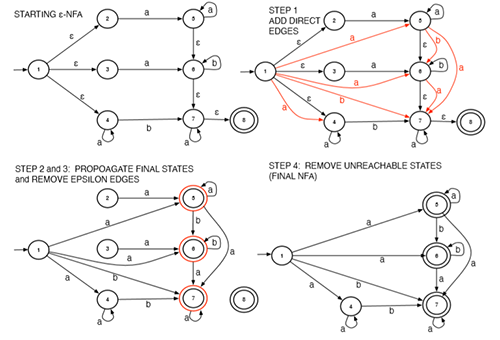 STARTING ε-NFA
2 a 5 a
ε ε
1 ε 3 a 6 b
ε ε
4 b 7 ε 8
a a
STEP 1
ADD DIRECT
EDGES
2 a 5 a
a ε b
ε a
1 ε 3 a 6 b
a ε a
ε b
a 4 b 7 ε 8
a a
STEP 2 and 3: PROPOAGATE FINAL STATES
and REMOVE EPSILON EDGES
2 a 5 a
a b
1 3 a 6 b
a a a
a b
4 b 7 8
a a
STEP 4: REMOVE UNREACHABLE STATES
(FINAL NFA)
5 a
a b
1 a 6 b
b a a
a 4 b 7
a a